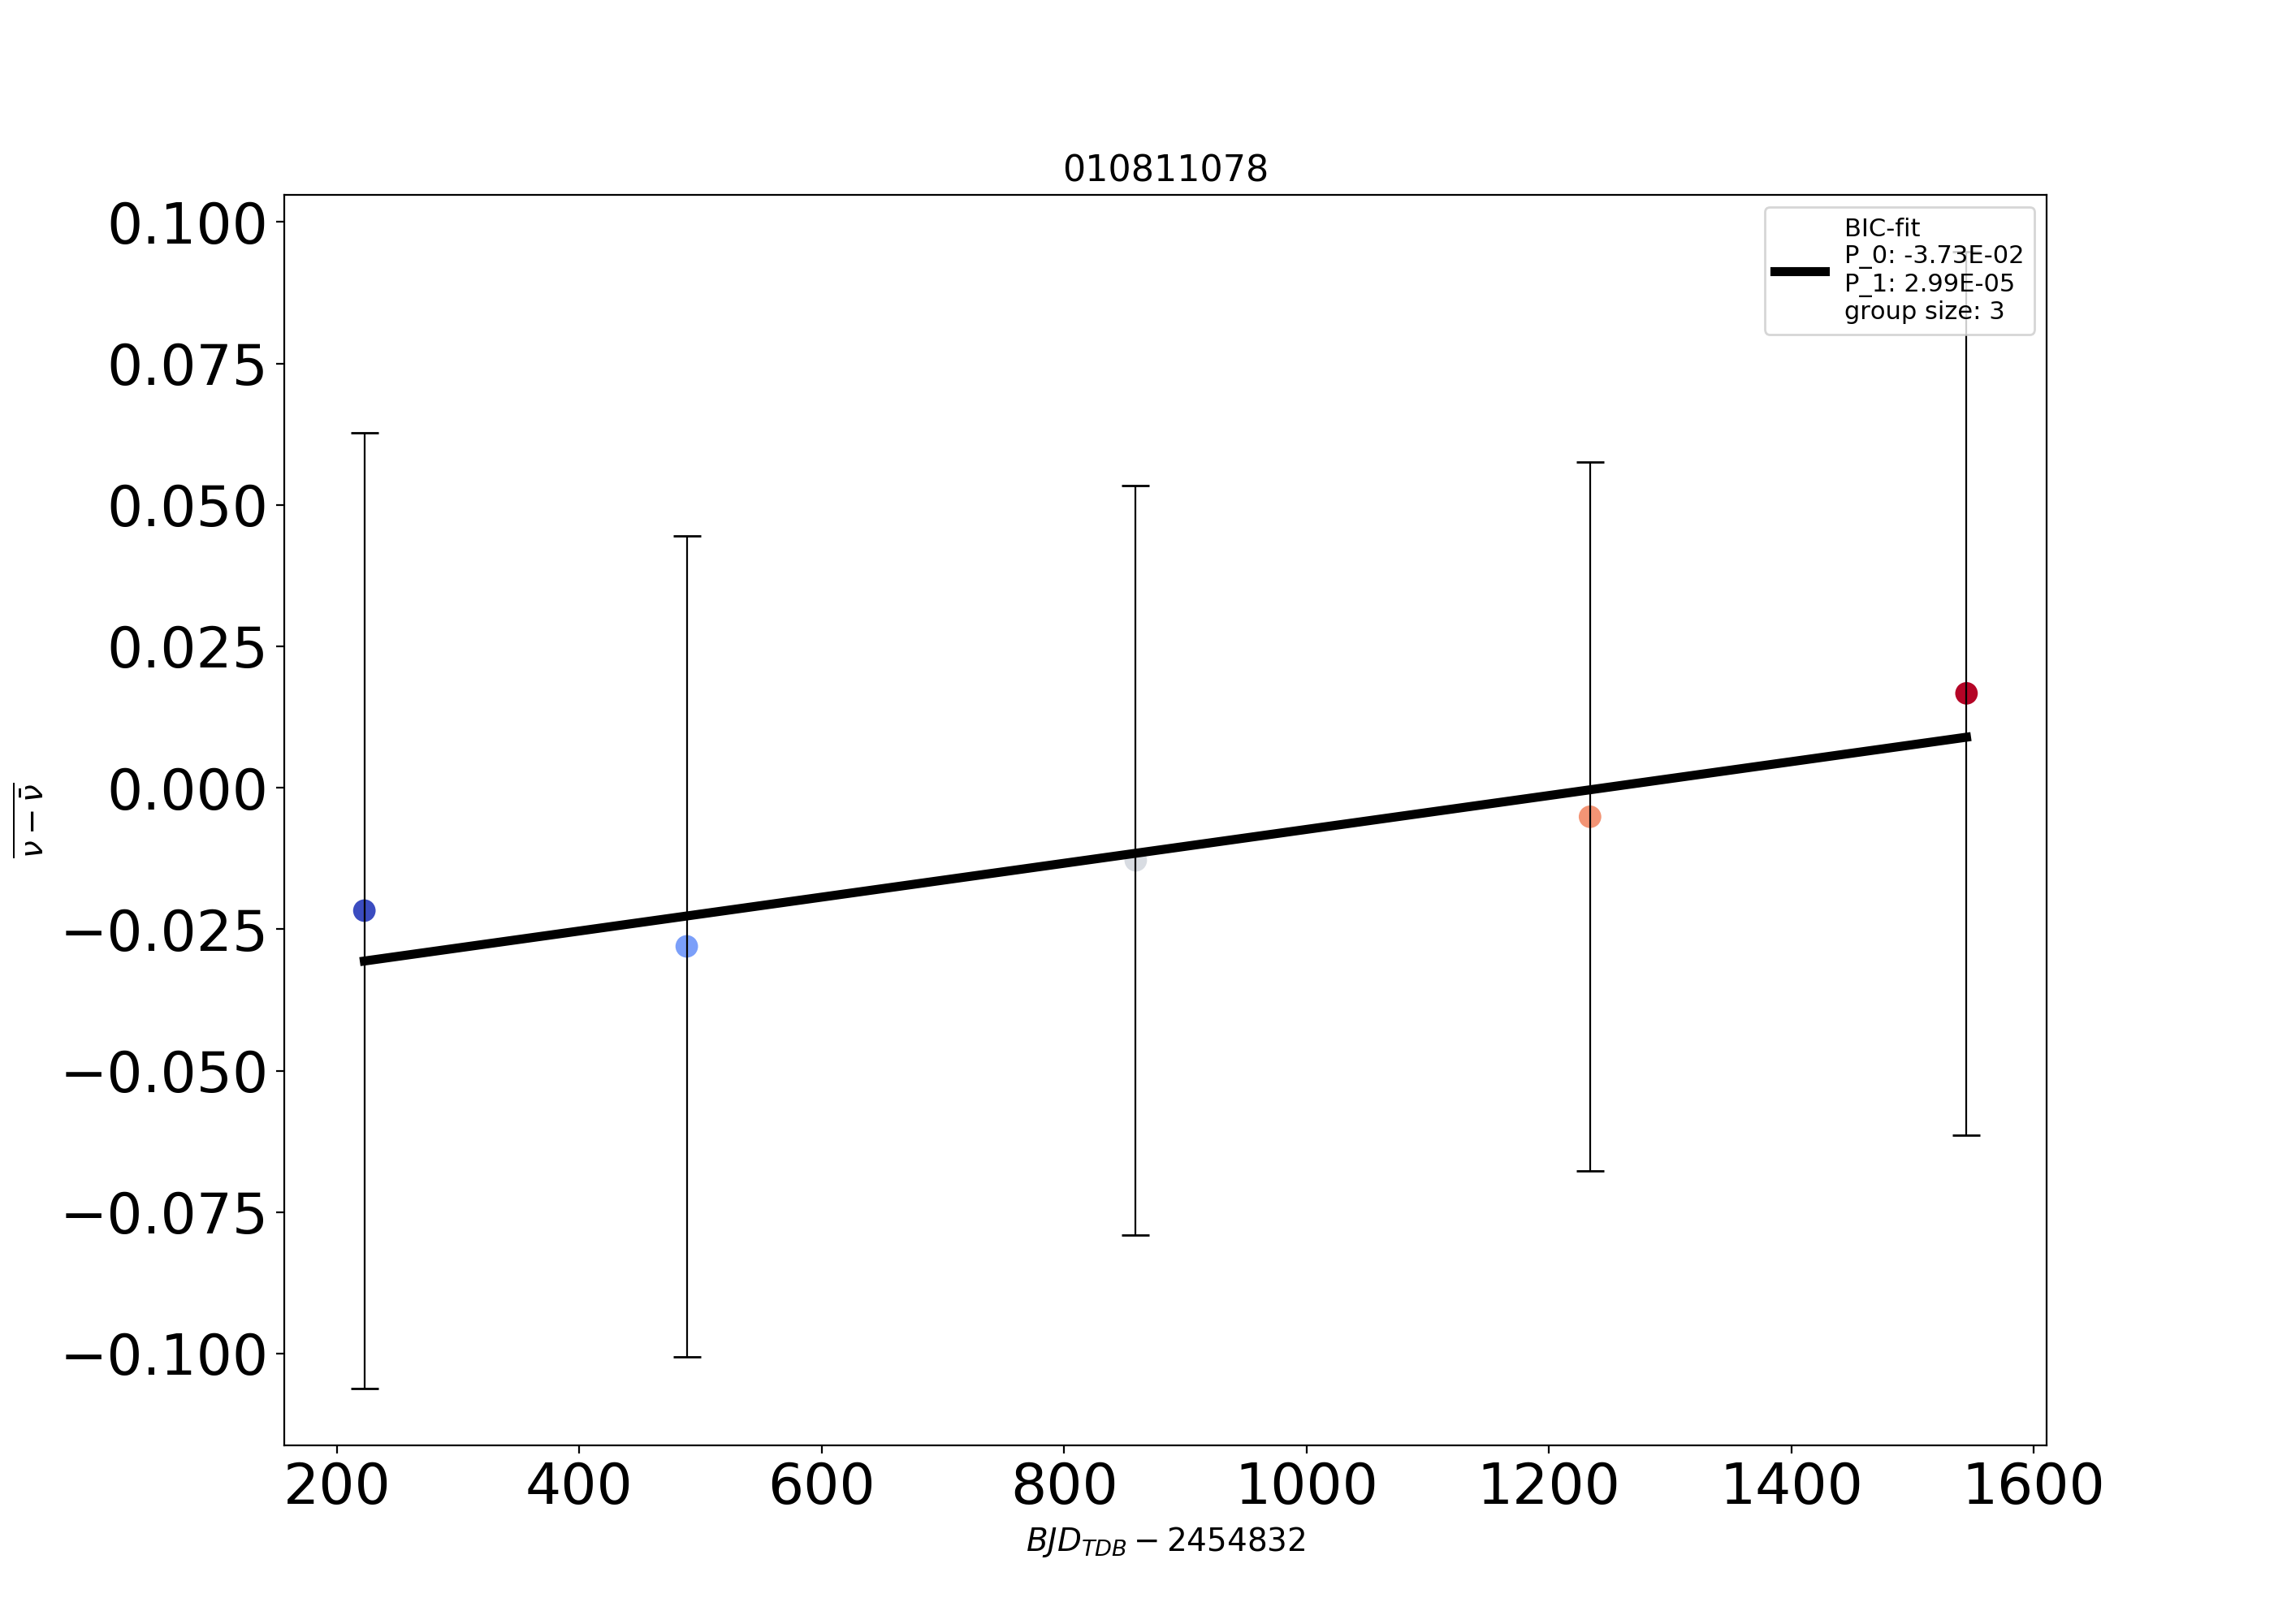 010811078
0.100
0.075
0.050
0.025
0.000
−0.025
−0.050
−0.075
−0.100
ν − ν̄
BIC-fit
P_0: -3.73E-02
P_1: 2.99E-05
group size: 3
200 400 600 800 1000 1200 1400 1600
BJD_TDB − 2454832